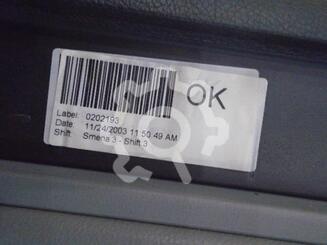 OK
Label: 0202193
Date: 11/24/2003 11:50:49 AM
Shift: Smena 3 - Shift 3